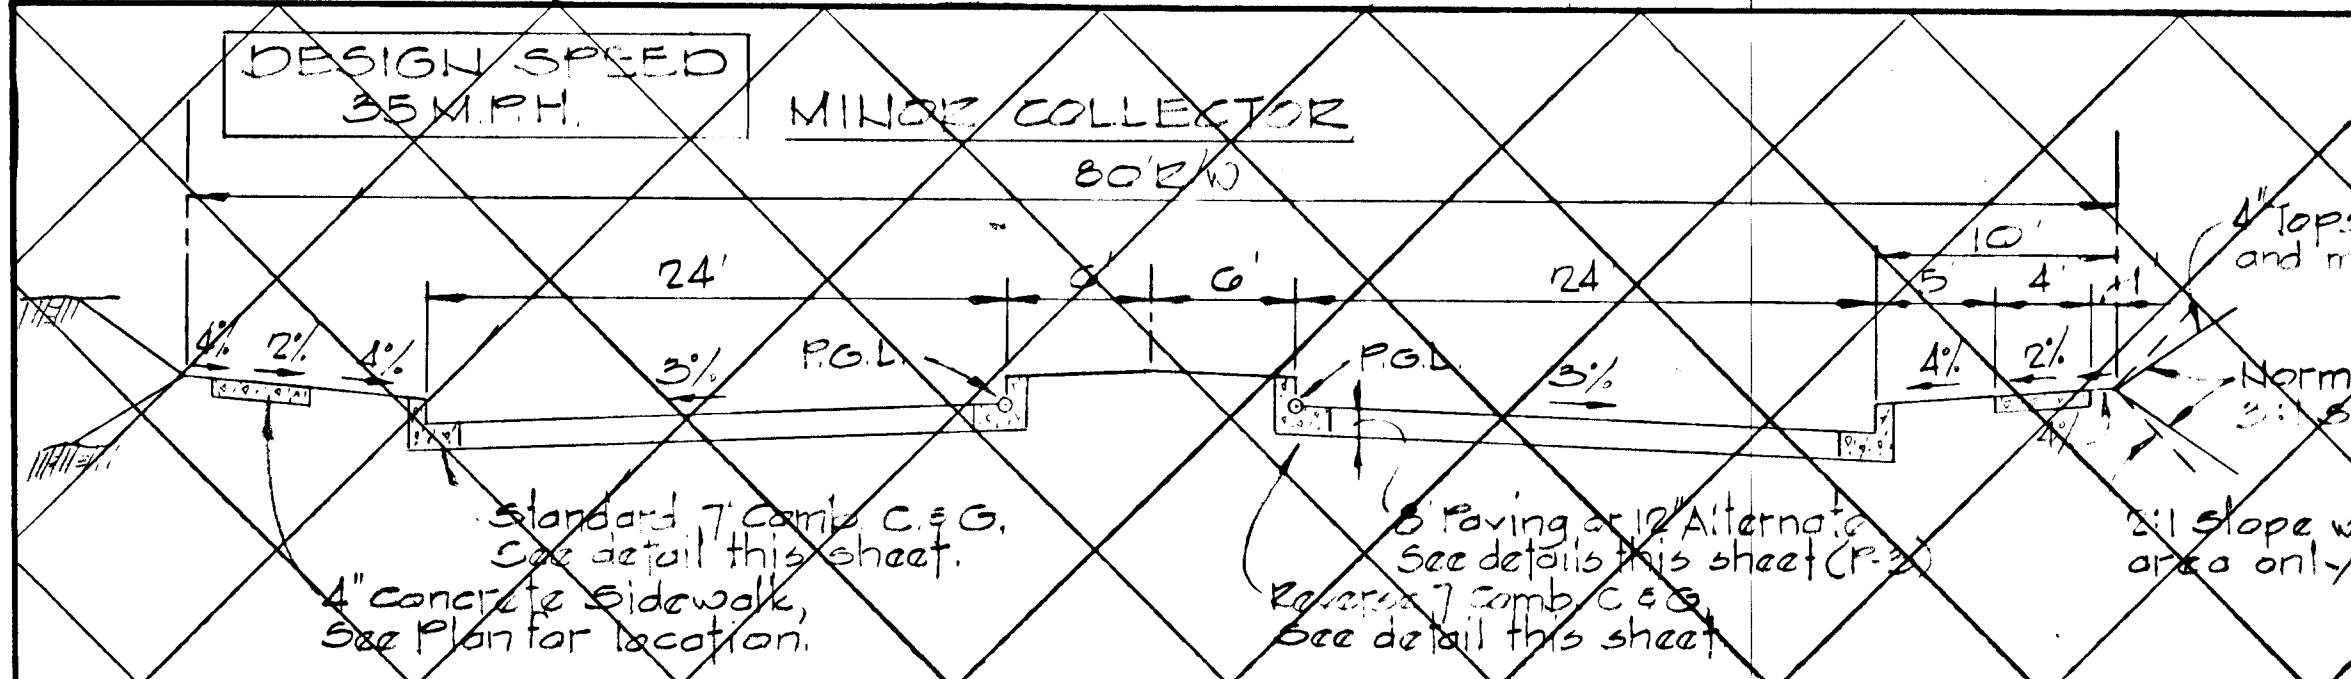 DESIGN SPEED
35 M.P.H.
MINOR COLLECTOR
80' R/W
24'
6'
6'
24'
10'
5'
4'
1'
4" Tops
and m
4%
2%
4%
3%
P.G.L.
P.G.L.
3%
4%
2%
4%
Norm
3:1 S
Standard 7" Comb. C. & G.
See detail this sheet.
4" Concrete Sidewalk,
See Plan for location.
8" Paving or 12" Alternate
See details this sheet (P-3)
Reverse 7" Comb. C & G.
See detail this sheet
2:1 Slope w
area only